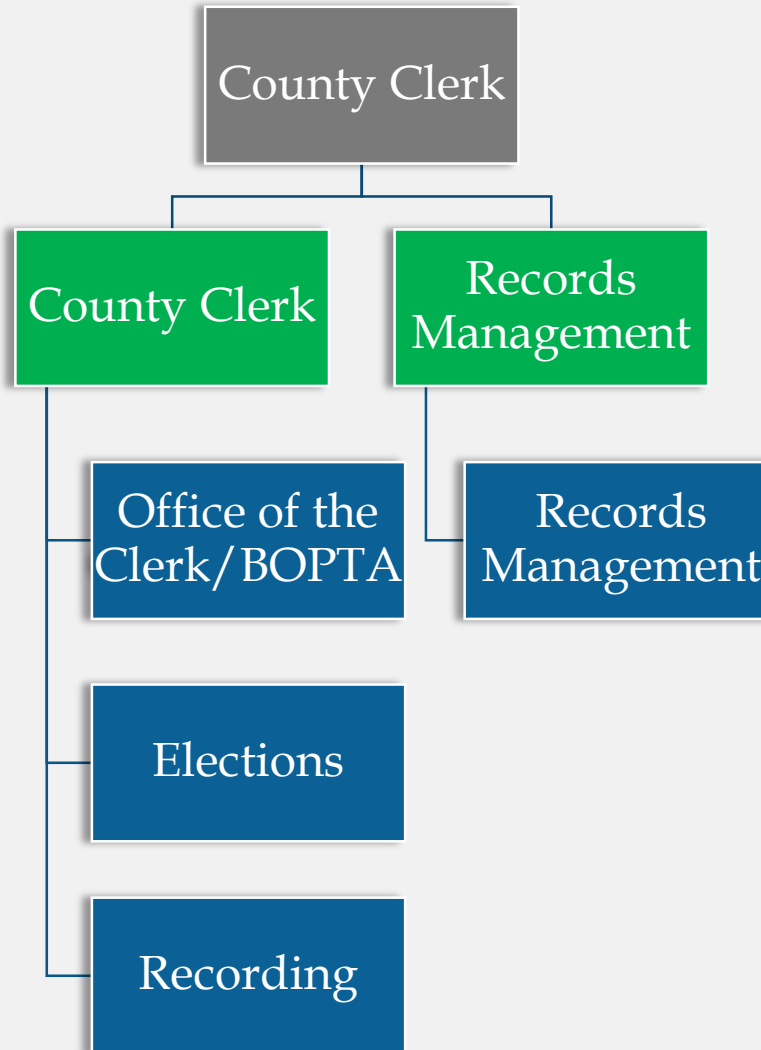 County Clerk
County Clerk
Records
Management
Office of the
Clerk/BOPTA
Records
Management
Elections
Recording